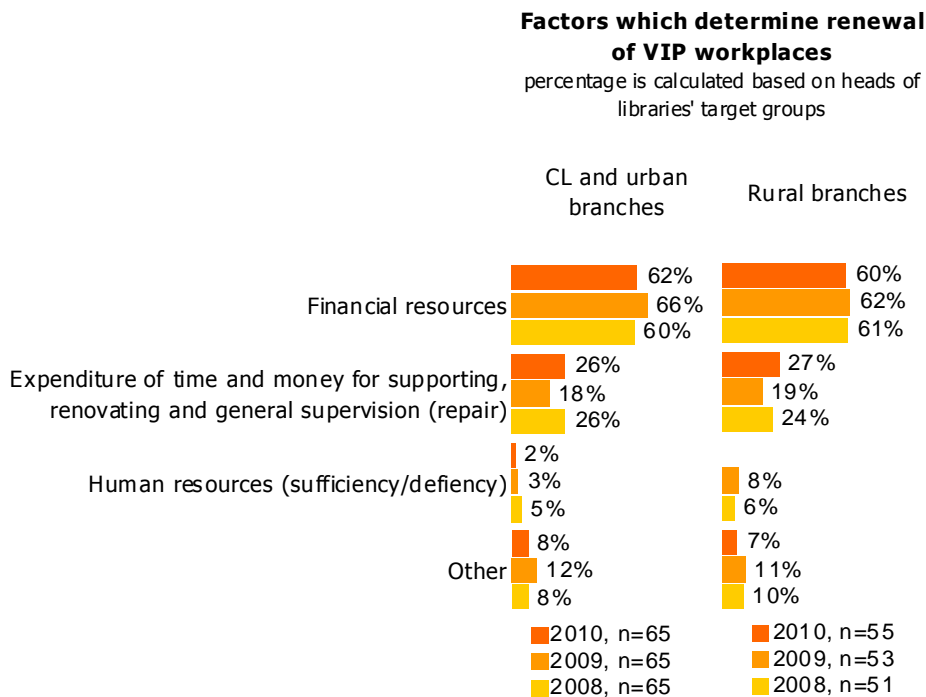 Factors which determine renewal
of VIP workplaces
percentage is calculated based on heads of
libraries' target groups
CL and urban
branches
Rural branches
Financial resources
62%
66%
60%
60%
62%
61%
Expenditure of time and money for supporting,
renovating and general supervision (repair)
26%
18%
26%
27%
19%
24%
Human resources (sufficiency/defiency)
2%
3%
5%
8%
6%
Other
8%
12%
8%
7%
11%
10%
2010, n=65
2009, n=65
2008, n=65
2010, n=55
2009, n=53
2008, n=51